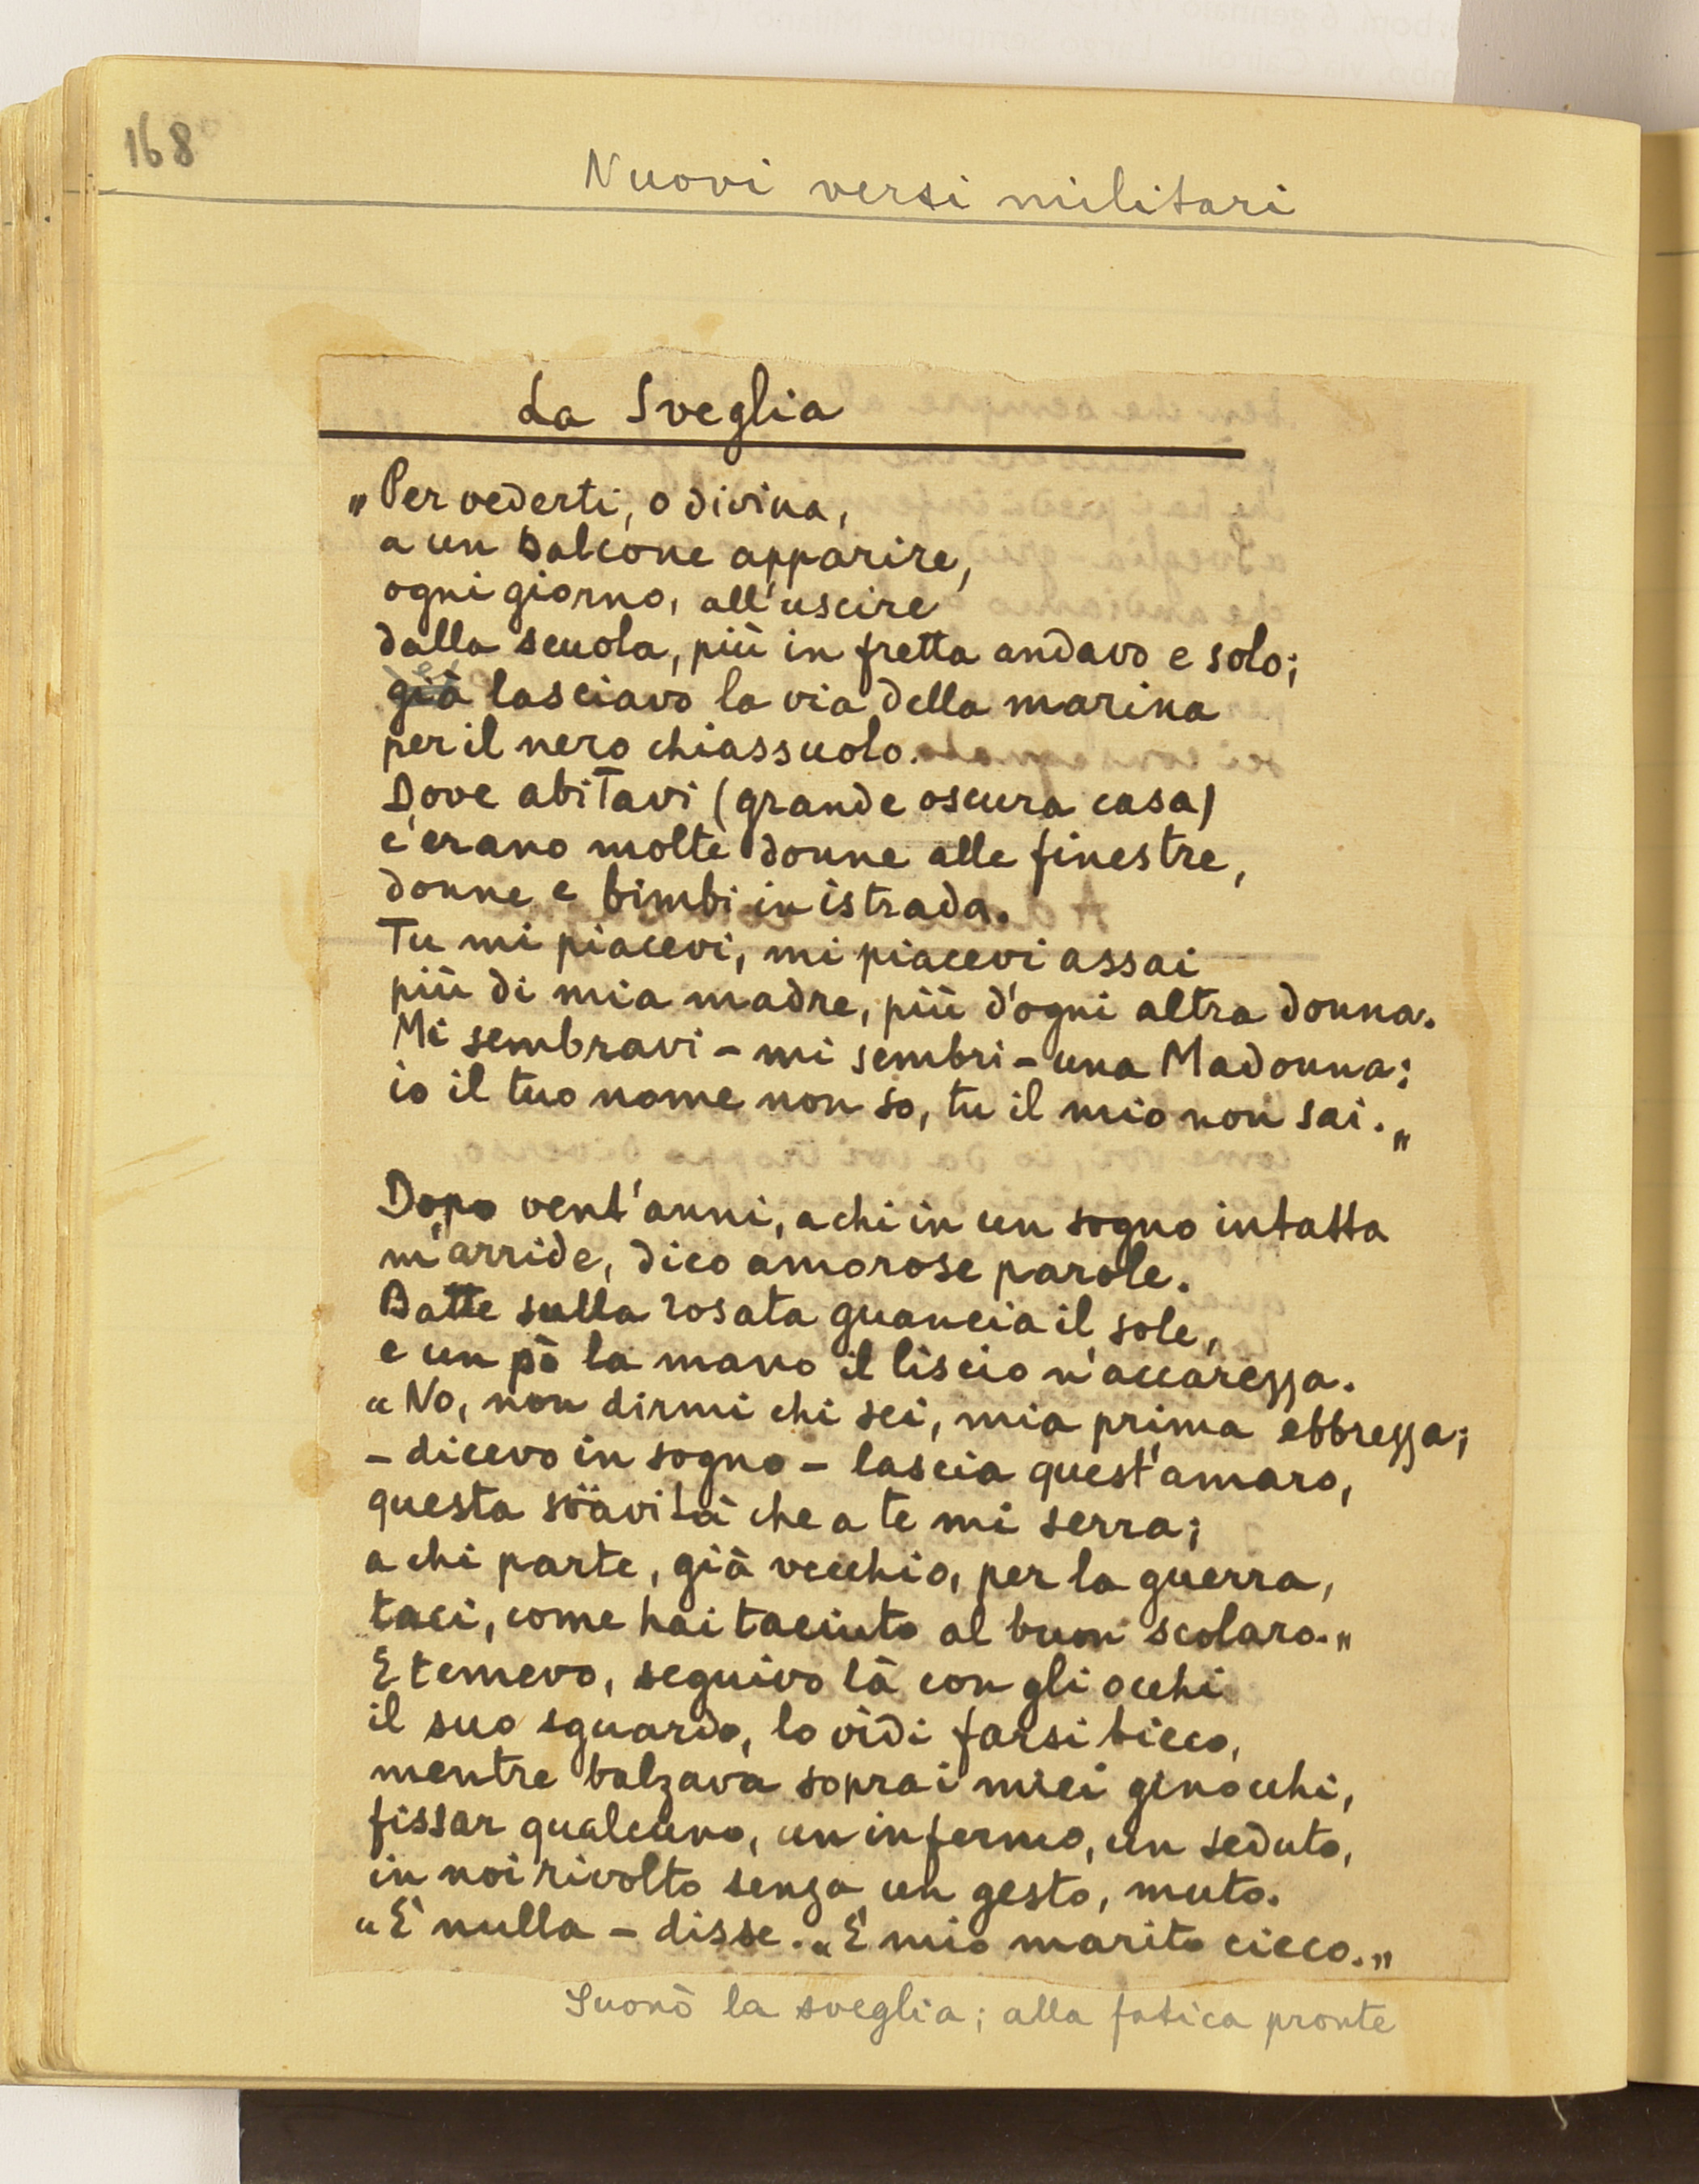 168
Nuovi versi militari
La Sveglia
„Per vederti, o divina,
a un balcone apparire,
ogni giorno, all'uscire
dalla scuola, più in fretta andavo e solo;
già lasciavo la via della marina
per il nero chiassuolo.
Dove abitavi (grande oscura casa)
c'erano molte donne alle finestre,
donne e bimbi in istrada.
Tu mi piacevi, mi piacevi assai
più di mia madre, più d'ogni altra donna.
Mi sembravi - mi sembri - una Madonna;
io il tuo nome non so, tu il mio non sai.„
Dopo vent'anni, a chi in un sogno intatta
m'arride, dico amorose parole.
Batte sulla rosata guancia il sole,
e un pò la mano il liscio n'accarezza.
“No, non dirmi chi sei, mia prima ebbrezza;
- dicevo in sogno - lascia quest'amaro,
questa söavità che a te mi serra;
a chi parte, già vecchio, per la guerra,
taci, come hai taciuto al buon scolaro.„
E temevo, seguivo là con gli occhi
il suo sguardo, lo vidi farsi bieco,
mentre balzava sopra i miei ginocchi,
fissar qualcuno, un infermo, un seduto,
in noi rivolto senza un gesto, muto.
“E' nulla - disse. “E' mio marito cieco.„
Suonò la sveglia; alla fatica pronte